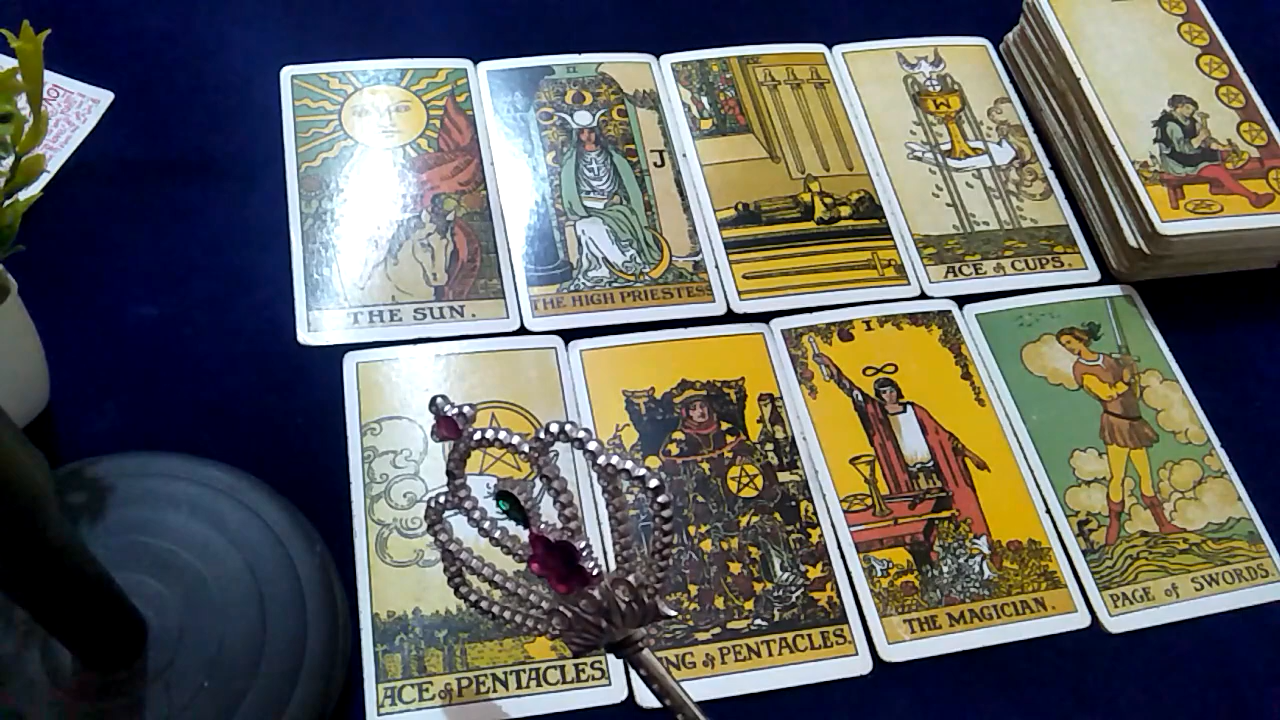 THE SUN.
II
THE HIGH PRIESTESS
J
ACE of CUPS.
ACE of PENTACLES.
ING of PENTACLES.
I
THE MAGICIAN.
PAGE of SWORDS.